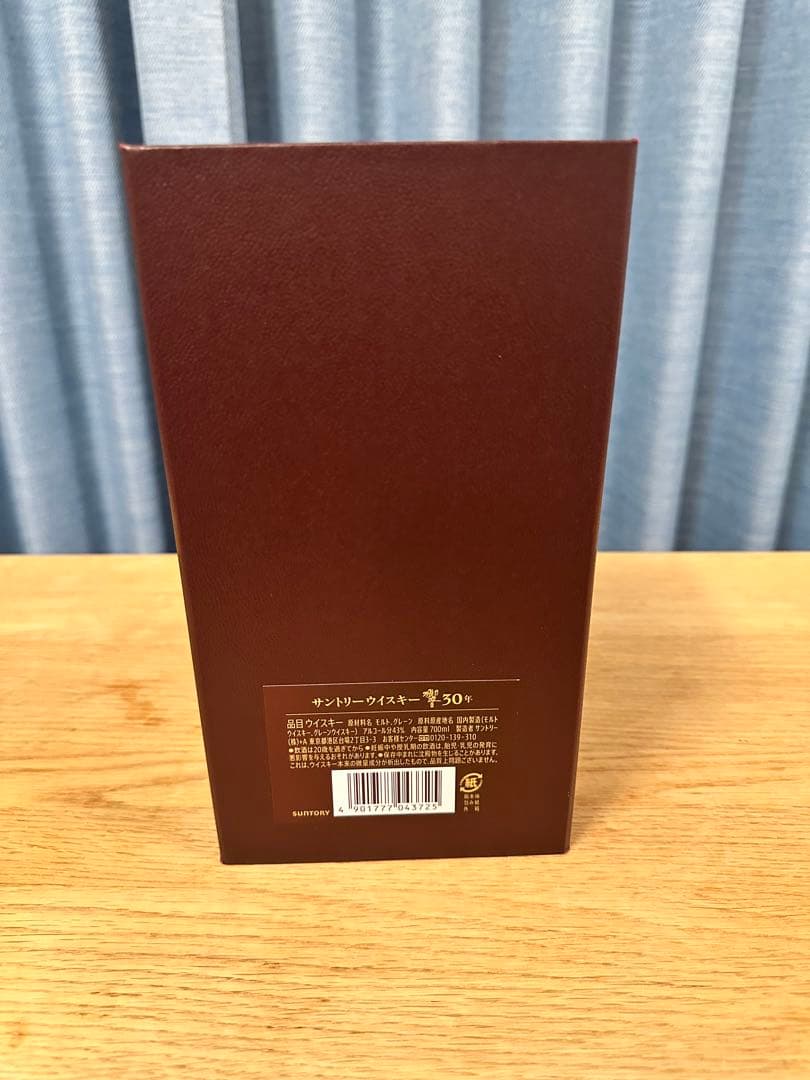 サントリーウイスキー 響 30年
品目 ウイスキー 原材料名 モルト、グレーン 原料原産地名 国内製造(モルト
ウイスキー、グレーンウイスキー) アルコール分43% 内容量 700ml 製造者 サントリー
(株)+A 東京都港区台場2丁目3-3 お客様センター 0120-139-310
●飲酒は20歳を過ぎてから ●妊娠中や授乳期の飲酒は、胎児・乳児の発育に
悪影響を与えるおそれがあります。●保存中まれに沈殿物を生じることがあります。
これは、ウイスキー本来の微量成分が析出したもので、品質上問題ございません。
紙
4 901777 043725
SUNTORY